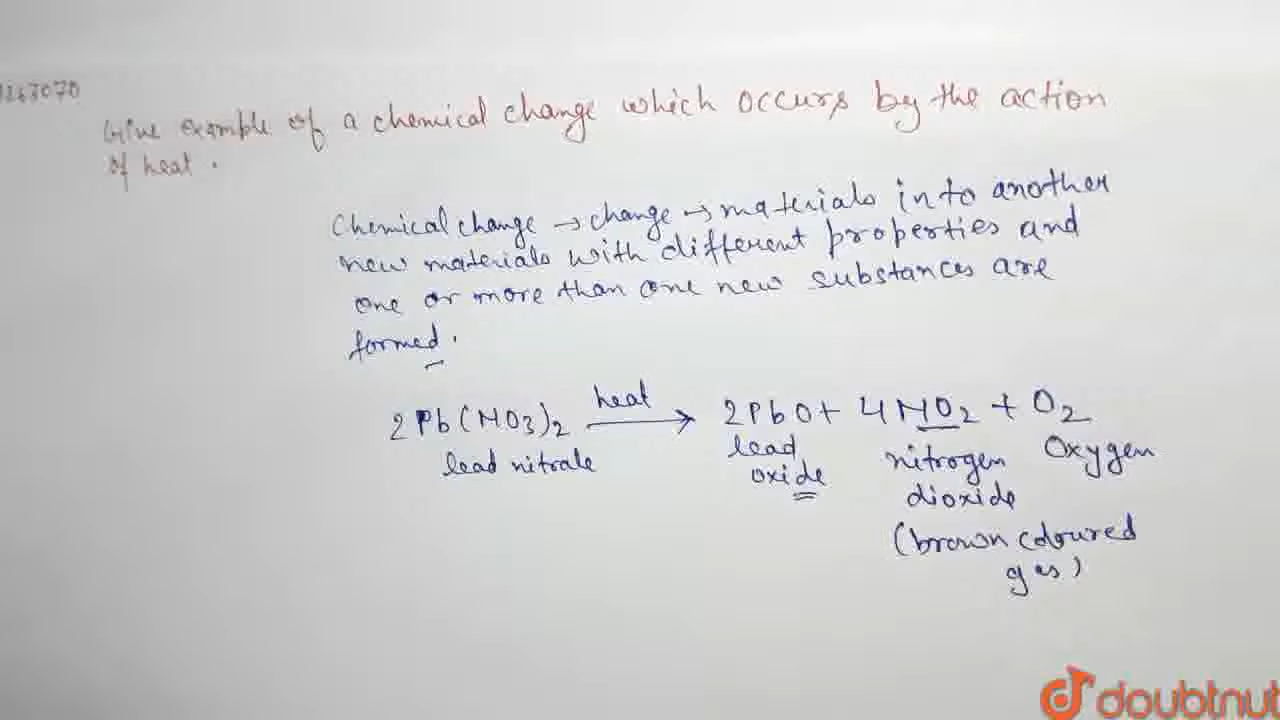 Give example of a chemical change which occurs by the action
of heat.
Chemical change → change → materials in to another
new materials with different properties and
one or more than one new substances are
formed.
2Pb(NO3)2 heat → 2PbO + 4NO2 + O2
lead nitrate lead oxide nitrogen dioxide Oxygen
(brown coloured
gas)
doubtnut